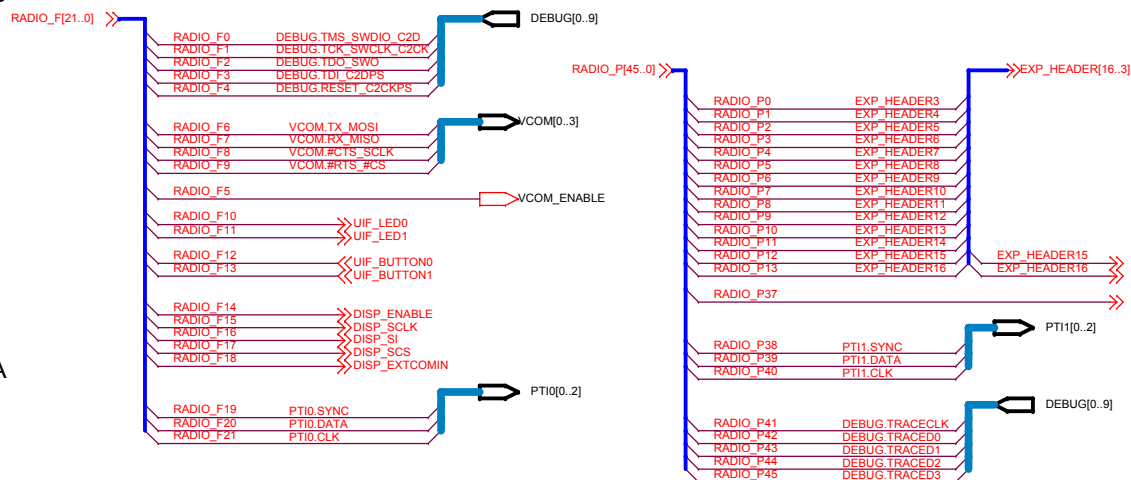 RADIO_F[21..0]
DEBUG[0..9]
RADIO_F0 DEBUG.TMS_SWDIO_C2D
RADIO_F1 DEBUG.TCK_SWCLK_C2CK
RADIO_F2 DEBUG.TDO_SWO
RADIO_F3 DEBUG.TDI_C2DPS
RADIO_F4 DEBUG.RESET_C2CKPS
VCOM[0..3]
RADIO_F6 VCOM.TX_MOSI
RADIO_F7 VCOM.RX_MISO
RADIO_F8 VCOM.#CTS_SCLK
RADIO_F9 VCOM.#RTS_#CS
RADIO_F5 VCOM_ENABLE
RADIO_F10 UIF_LED0
RADIO_F11 UIF_LED1
RADIO_F12 UIF_BUTTON0
RADIO_F13 UIF_BUTTON1
RADIO_F14 DISP_ENABLE
RADIO_F15 DISP_SCLK
RADIO_F16 DISP_SI
RADIO_F17 DISP_SCS
RADIO_F18 DISP_EXTCOMIN
A
PTI0[0..2]
RADIO_F19 PTI0.SYNC
RADIO_F20 PTI0.DATA
RADIO_F21 PTI0.CLK
RADIO_P[45..0]
EXP_HEADER[16..3]
RADIO_P0 EXP_HEADER3
RADIO_P1 EXP_HEADER4
RADIO_P2 EXP_HEADER5
RADIO_P3 EXP_HEADER6
RADIO_P4 EXP_HEADER7
RADIO_P5 EXP_HEADER8
RADIO_P6 EXP_HEADER9
RADIO_P7 EXP_HEADER10
RADIO_P8 EXP_HEADER11
RADIO_P9 EXP_HEADER12
RADIO_P10 EXP_HEADER13
RADIO_P11 EXP_HEADER14
RADIO_P12 EXP_HEADER15 EXP_HEADER15
RADIO_P13 EXP_HEADER16 EXP_HEADER16
RADIO_P37
PTI1[0..2]
RADIO_P38 PTI1.SYNC
RADIO_P39 PTI1.DATA
RADIO_P40 PTI1.CLK
DEBUG[0..9]
RADIO_P41 DEBUG.TRACECLK
RADIO_P42 DEBUG.TRACED0
RADIO_P43 DEBUG.TRACED1
RADIO_P44 DEBUG.TRACED2
RADIO_P45 DEBUG.TRACED3